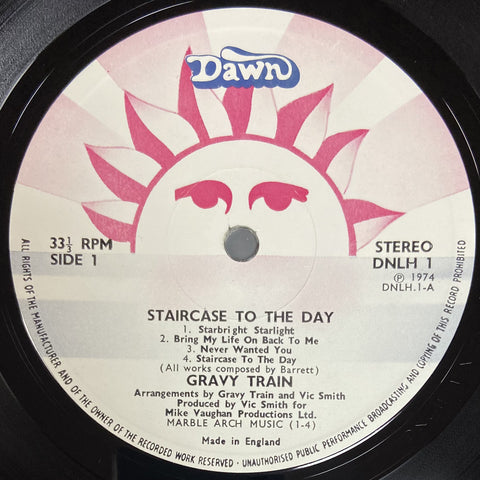 Dawn
33⅓ RPM
SIDE 1
STEREO
DNLH 1
℗ 1974
DNLH.1-A
STAIRCASE TO THE DAY
1. Starbright Starlight
2. Bring My Life On Back To Me
3. Never Wanted You
4. Staircase To The Day
(All works composed by Barrett)
GRAVY TRAIN
Arrangements by Gravy Train and Vic Smith
Produced by Vic Smith for
Mike Vaughan Productions Ltd.
MARBLE ARCH MUSIC (1-4)
Made in England
ALL RIGHTS OF THE MANUFACTURER AND OF THE OWNER OF THE RECORDED WORK RESERVED · UNAUTHORISED PUBLIC PERFORMANCE BROADCASTING AND COPYING OF THIS RECORD PROHIBITED